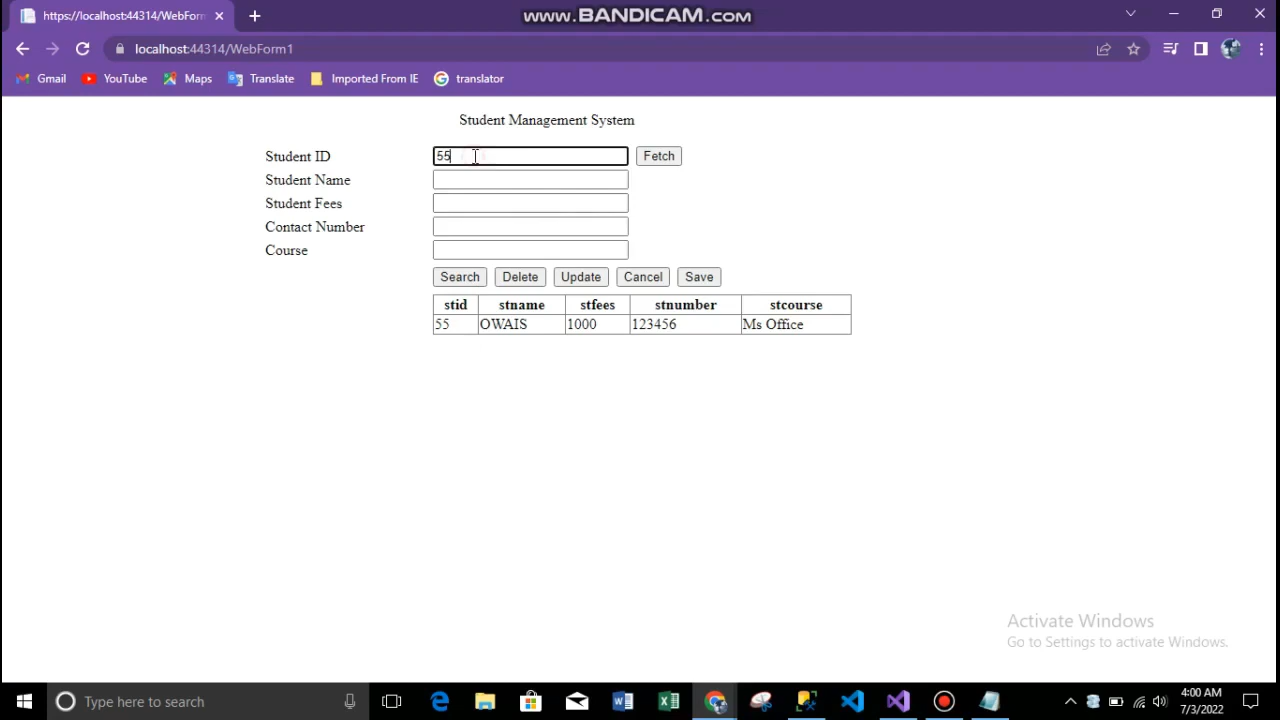 www.BANDICAM.com
https://localhost:44314/WebForm
localhost:44314/WebForm1
Gmail YouTube Maps Translate Imported From IE translator
Student Management System
Student ID 55 Fetch
Student Name
Student Fees
Contact Number
Course
Search Delete Update Cancel Save
stid stname stfees stnumber stcourse
55 OWAIS 1000 123456 Ms Office
Activate Windows
Go to Settings to activate Windows.
Type here to search
4:00 AM
7/3/2022